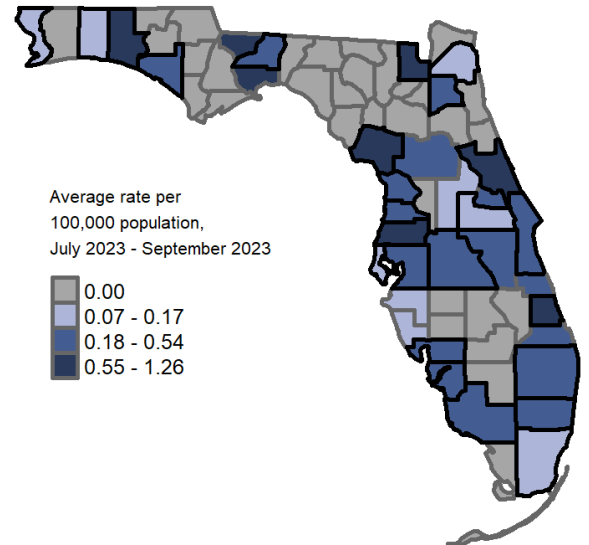 Average rate per
100,000 population,
July 2023 - September 2023
0.00
0.07 - 0.17
0.18 - 0.54
0.55 - 1.26